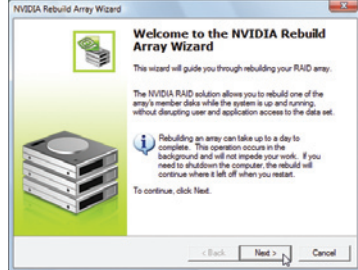 NVIDIA Rebuild Array Wizard
Welcome to the NVIDIA Rebuild
Array Wizard
This wizard will guide you through rebuilding your RAID array.
The NVIDIA RAID solution allows you to rebuild one of the
array's member disks while the system is up and running,
without disrupting user and application access to the data set.
Rebuilding an array can take up to a day to
complete. This operation occurs in the
background and will not impede your work. If you
need to shutdown the computer, the rebuild will
continue where it left off when you restart.
To continue, click Next.
< Back Next > Cancel